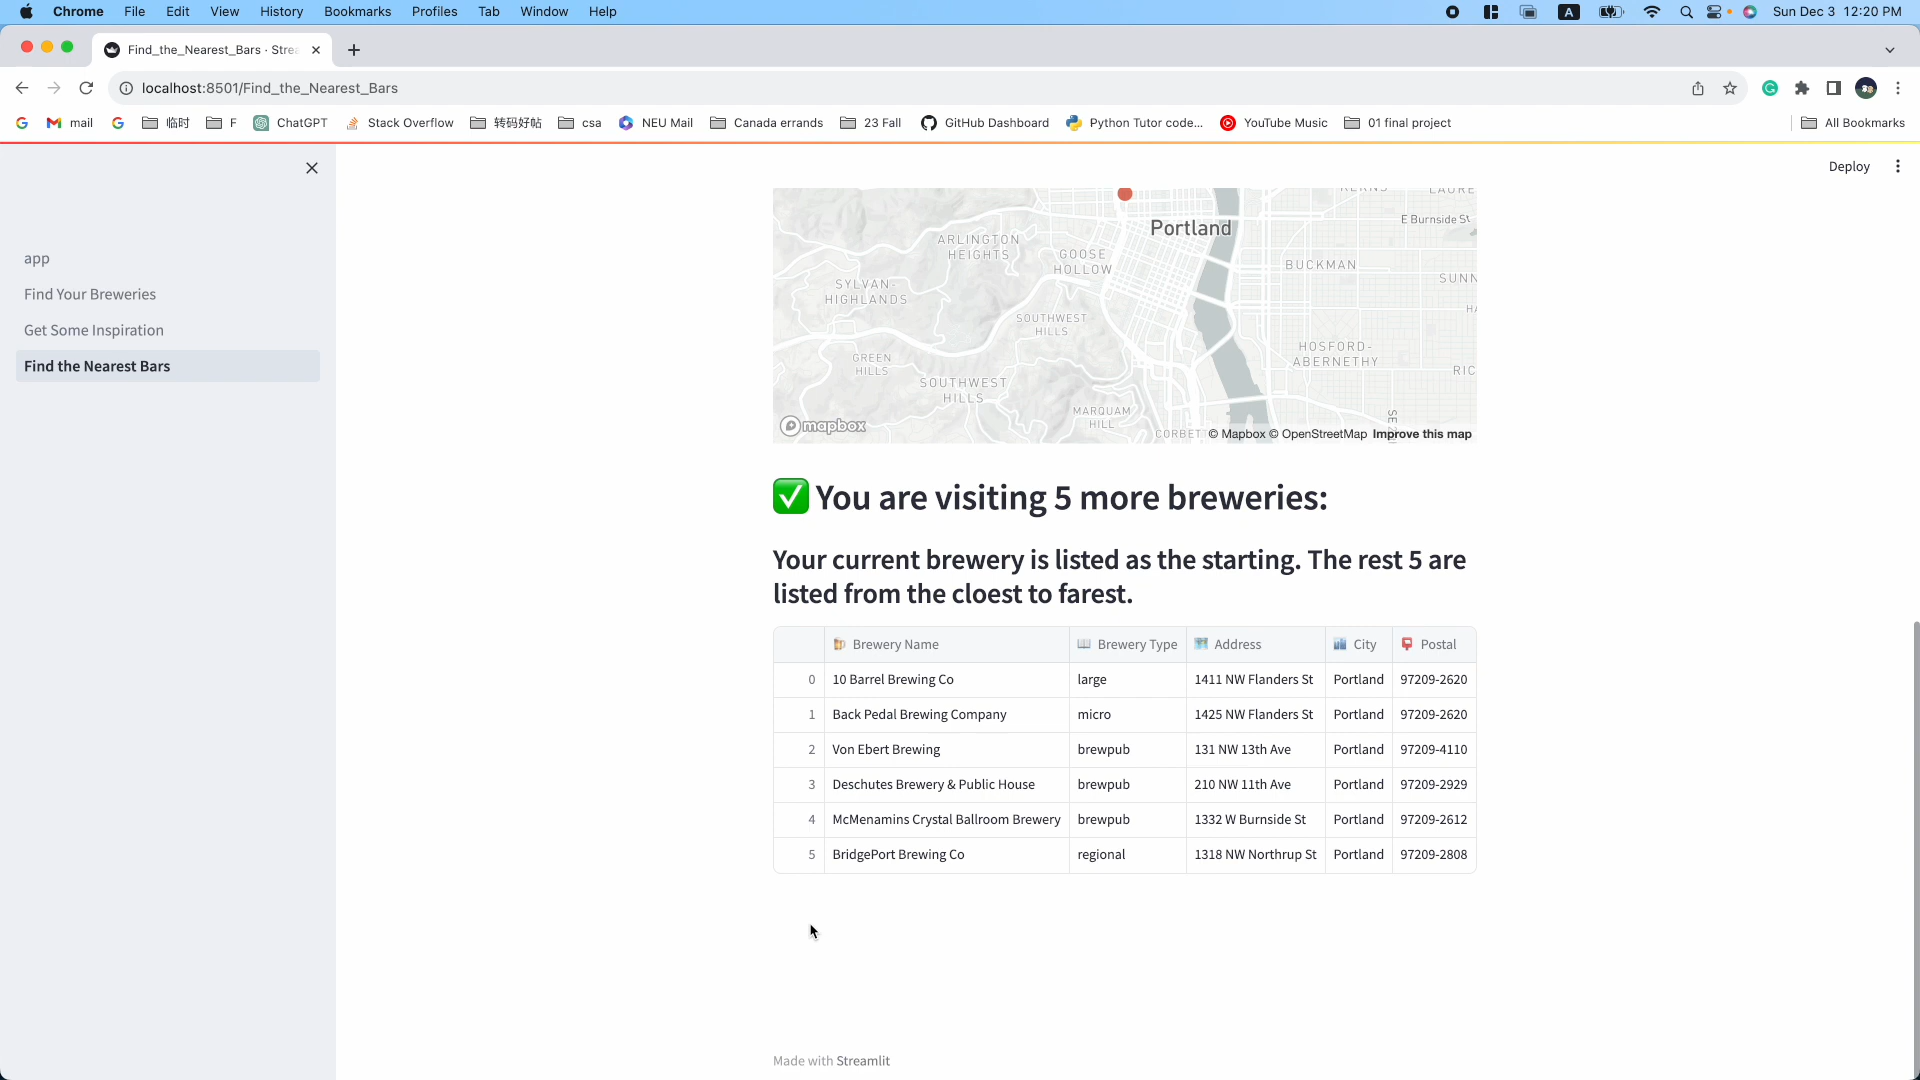 Chrome File Edit View History Bookmarks Profiles Tab Window Help A Sun Dec 3 12:20 PM
Find_the_Nearest_Bars · Strea
localhost:8501/Find_the_Nearest_Bars
mail 临时 F ChatGPT Stack Overflow 转码好帖 csa NEU Mail Canada errands 23 Fall GitHub Dashboard Python Tutor code... YouTube Music 01 final project All Bookmarks
Deploy
app
Find Your Breweries
Get Some Inspiration
Find the Nearest Bars
KERNS LAURE
E Burnside St
Portland
ARLINGTON
HEIGHTS
GOOSE
HOLLOW
BUCKMAN
SUNN
SYLVAN-
HIGHLANDS
SOUTHWEST
HILLS
HA
GREEN
HILLS
HOSFORD-
ABERNETHY
RIC
SOUTHWEST
HILLS
MARQUAM
HILL
SE
mapbox
CORBET © Mapbox © OpenStreetMap Improve this map
✅ You are visiting 5 more breweries:
Your current brewery is listed as the starting. The rest 5 are
listed from the cloest to farest.
🍺 Brewery Name 📖 Brewery Type 🗺️ Address 🏙️ City 📮 Postal
0 10 Barrel Brewing Co large 1411 NW Flanders St Portland 97209-2620
1 Back Pedal Brewing Company micro 1425 NW Flanders St Portland 97209-2620
2 Von Ebert Brewing brewpub 131 NW 13th Ave Portland 97209-4110
3 Deschutes Brewery & Public House brewpub 210 NW 11th Ave Portland 97209-2929
4 McMenamins Crystal Ballroom Brewery brewpub 1332 W Burnside St Portland 97209-2612
5 BridgePort Brewing Co regional 1318 NW Northrup St Portland 97209-2808
Made with Streamlit